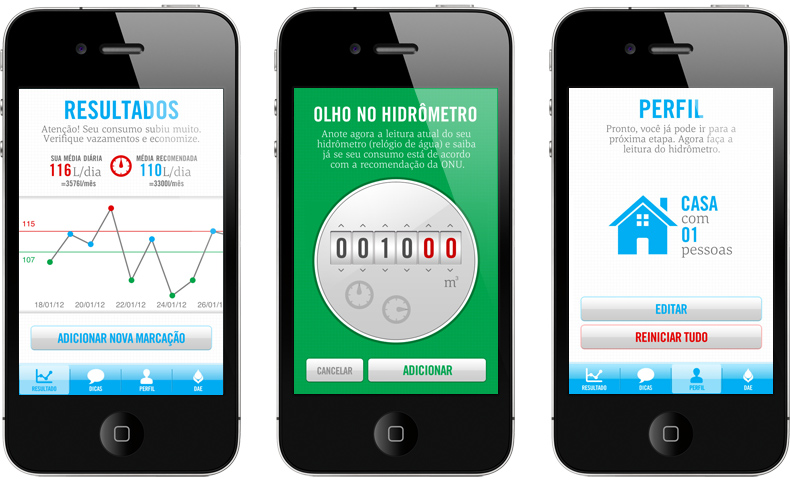 RESULTADOS
Atenção! Seu consumo subiu muito.
Verifique vazamentos e economize.
SUA MÉDIA DIÁRIA
116 L/dia
=3576l/mês
MÉDIA RECOMENDADA
110 L/dia
=3300l/mês
115
107
18/01/12 20/01/12 22/01/12 24/01/12 26/01/1
ADICIONAR NOVA MARCAÇÃO
RESULTADO DICAS PERFIL DAE
OLHO NO HIDRÔMETRO
Anote agora a leitura atual do seu
hidrômetro (relógio de água) e saiba
já se seu consumo está de acordo
com a recomendação da ONU.
001000
m³
CANCELAR ADICIONAR
PERFIL
Pronto, você já pode ir para a
próxima etapa. Agora faça a
leitura do hidrômetro.
CASA
com
01
pessoas
EDITAR
REINICIAR TUDO
RESULTADO DICAS PERFIL DAE